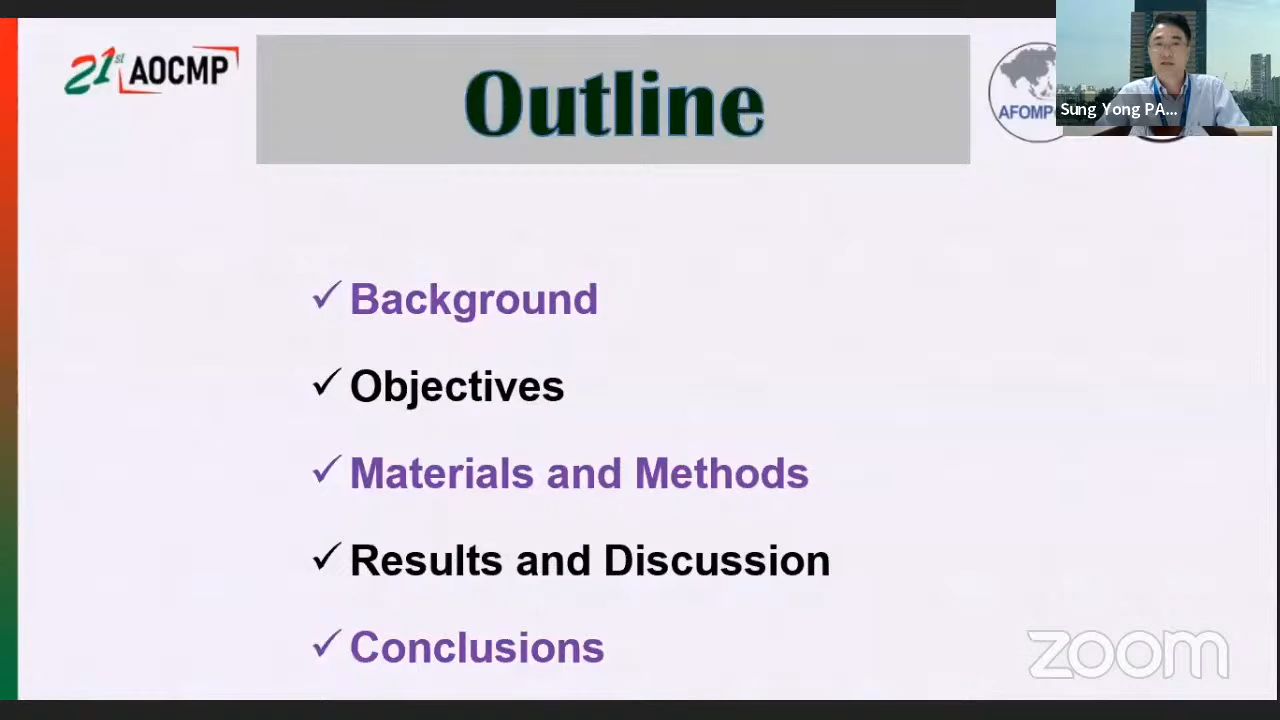 21st AOCMP
Outline
AFOMP
Sung Yong PA...
✓ Background
✓ Objectives
✓ Materials and Methods
✓ Results and Discussion
✓ Conclusions
zoom